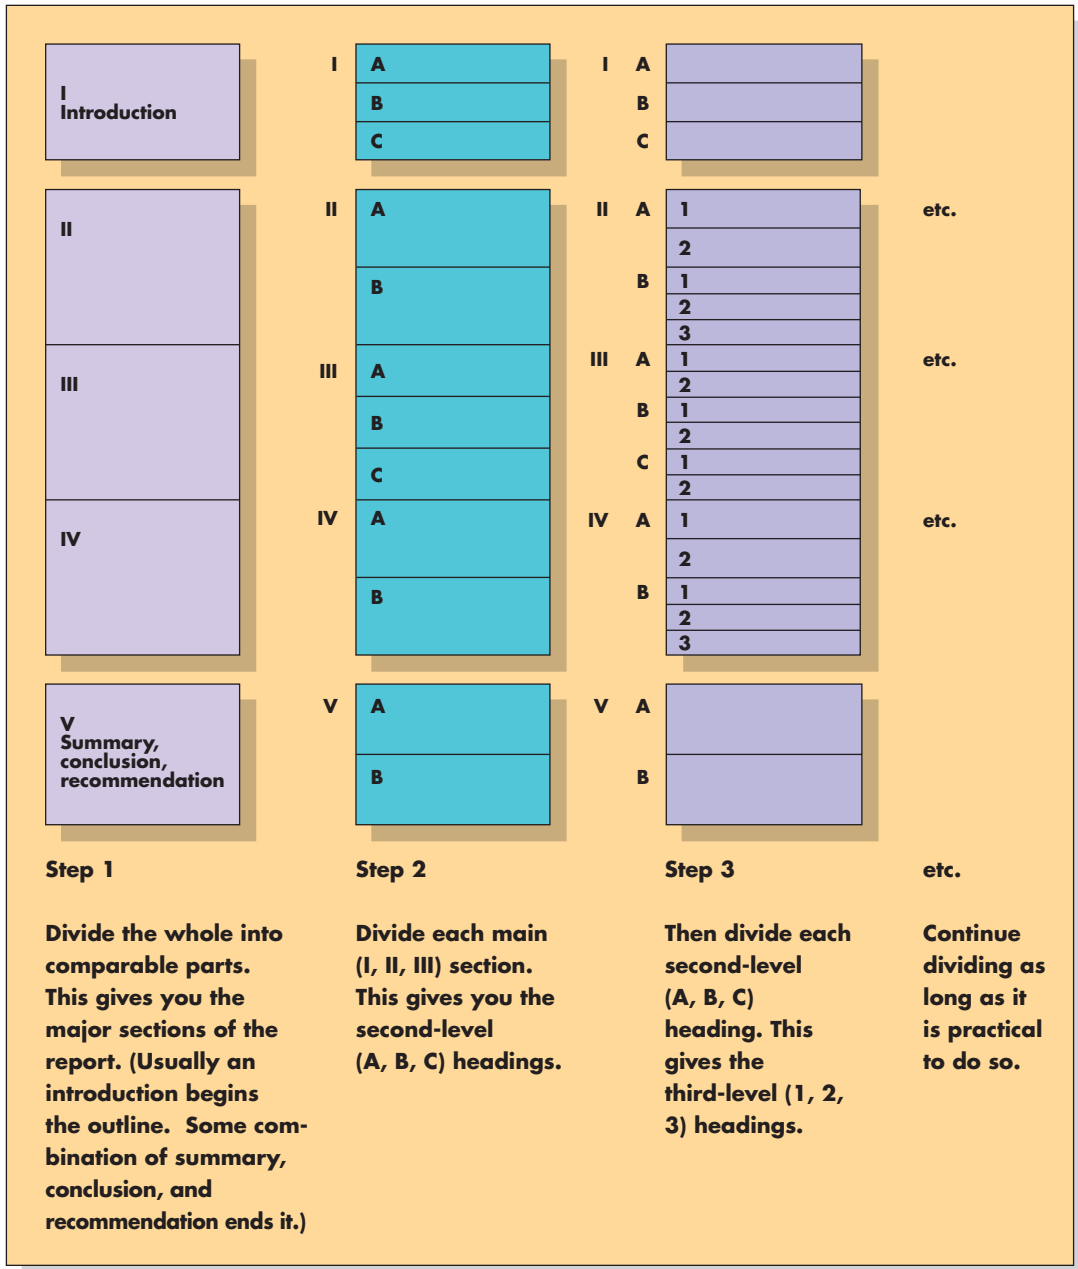 I
Introduction
II
III
IV
V
Summary,
conclusion,
recommendation
I A
B
C
II A
B
III A
B
C
IV A
B
V A
B
I A
B
C
II A 1 etc.
2
B 1
2
3
III A 1 etc.
2
B 1
2
C 1
2
IV A 1 etc.
2
B 1
2
3
V A
B
Step 1
Divide the whole into
comparable parts.
This gives you the
major sections of the
report. (Usually an
introduction begins
the outline. Some com-
bination of summary,
conclusion, and
recommendation ends it.)
Step 2
Divide each main
(I, II, III) section.
This gives you the
second-level
(A, B, C) headings.
Step 3
Then divide each
second-level
(A, B, C)
heading. This
gives the
third-level (1, 2,
3) headings.
etc.
Continue
dividing as
long as it
is practical
to do so.